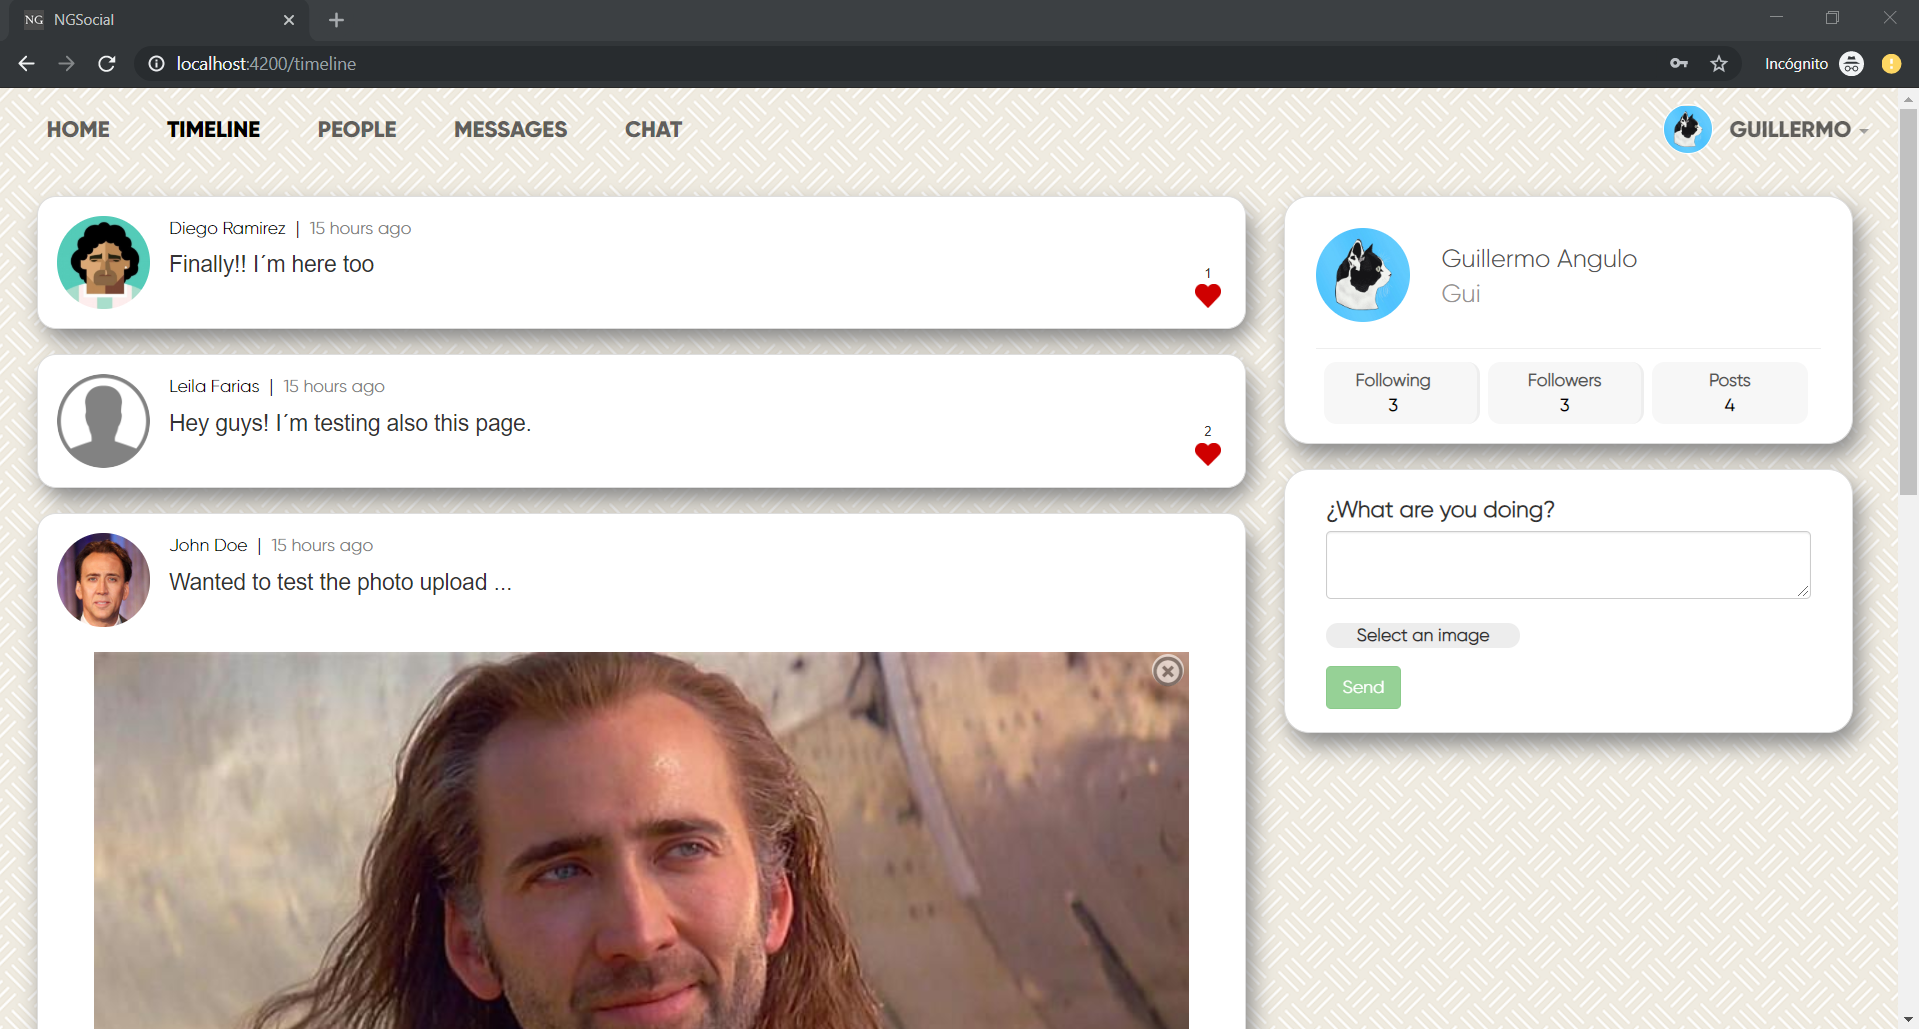 NG NGSocial
localhost:4200/timeline
Incógnito
HOME TIMELINE PEOPLE MESSAGES CHAT
GUILLERMO
Diego Ramirez | 15 hours ago
Finally!! I´m here too
1
Leila Farias | 15 hours ago
Hey guys! I´m testing also this page.
2
John Doe | 15 hours ago
Wanted to test the photo upload ...
Guillermo Angulo
Gui
Following Followers Posts
3 3 4
¿What are you doing?
Select an image
Send